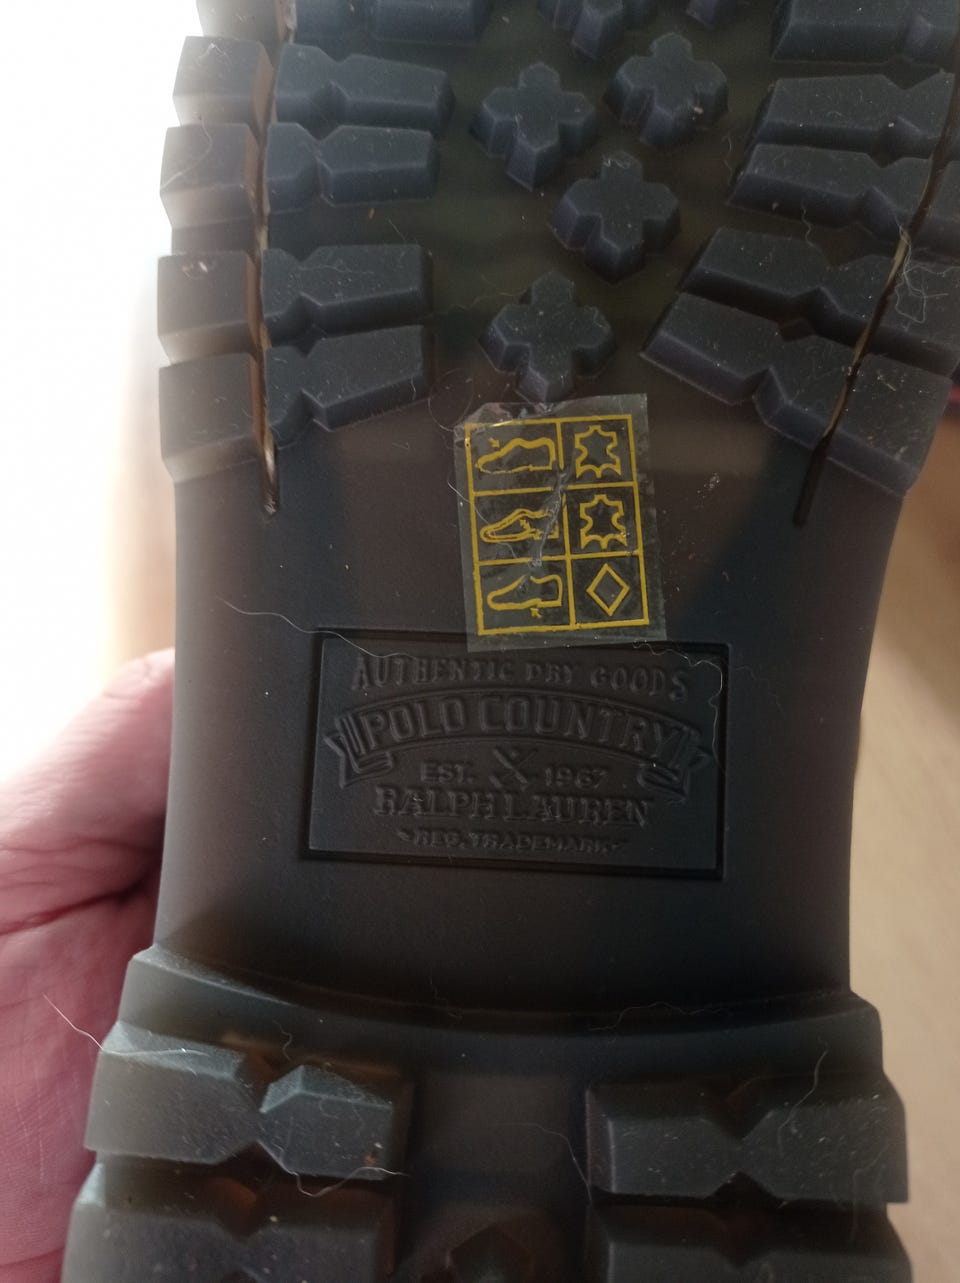 AUTHENTIC DRY GOODS
POLO COUNTRY
EST. 1967
RALPH LAUREN
REG. TRADEMARK